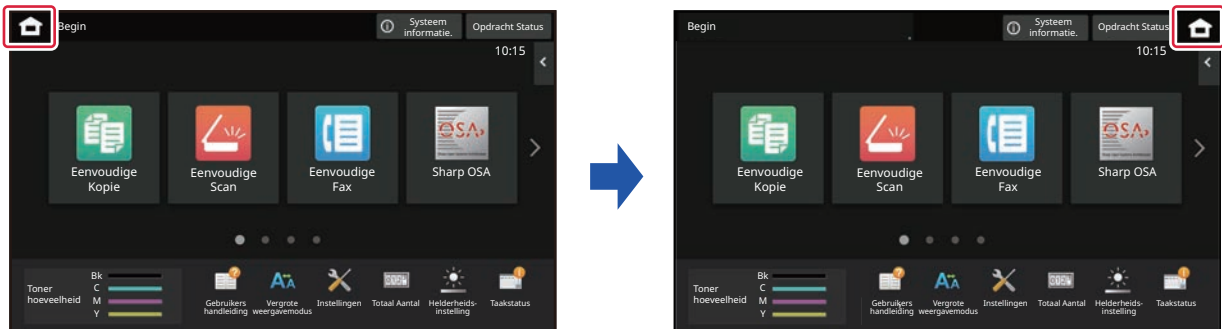 Begin
Systeem
informatie.
Opdracht Status
10:15
Eenvoudige
Kopie
Eenvoudige
Scan
Eenvoudige
Fax
OSA
Sharp OSA
Toner
hoeveelheid
Bk
C
M
Y
Gebruikers
handleiding
Vergrote
weergavemodus
Instellingen
Totaal Aantal
Helderheids-
instelling
Taakstatus
Begin
Systeem
informatie.
Opdracht Status
10:15
Eenvoudige
Kopie
Eenvoudige
Scan
Eenvoudige
Fax
OSA
Sharp OSA
Toner
hoeveelheid
Bk
C
M
Y
Gebruikers
handleiding
Vergrote
weergavemodus
Instellingen
Totaal Aantal
Helderheids-
instelling
Taakstatus